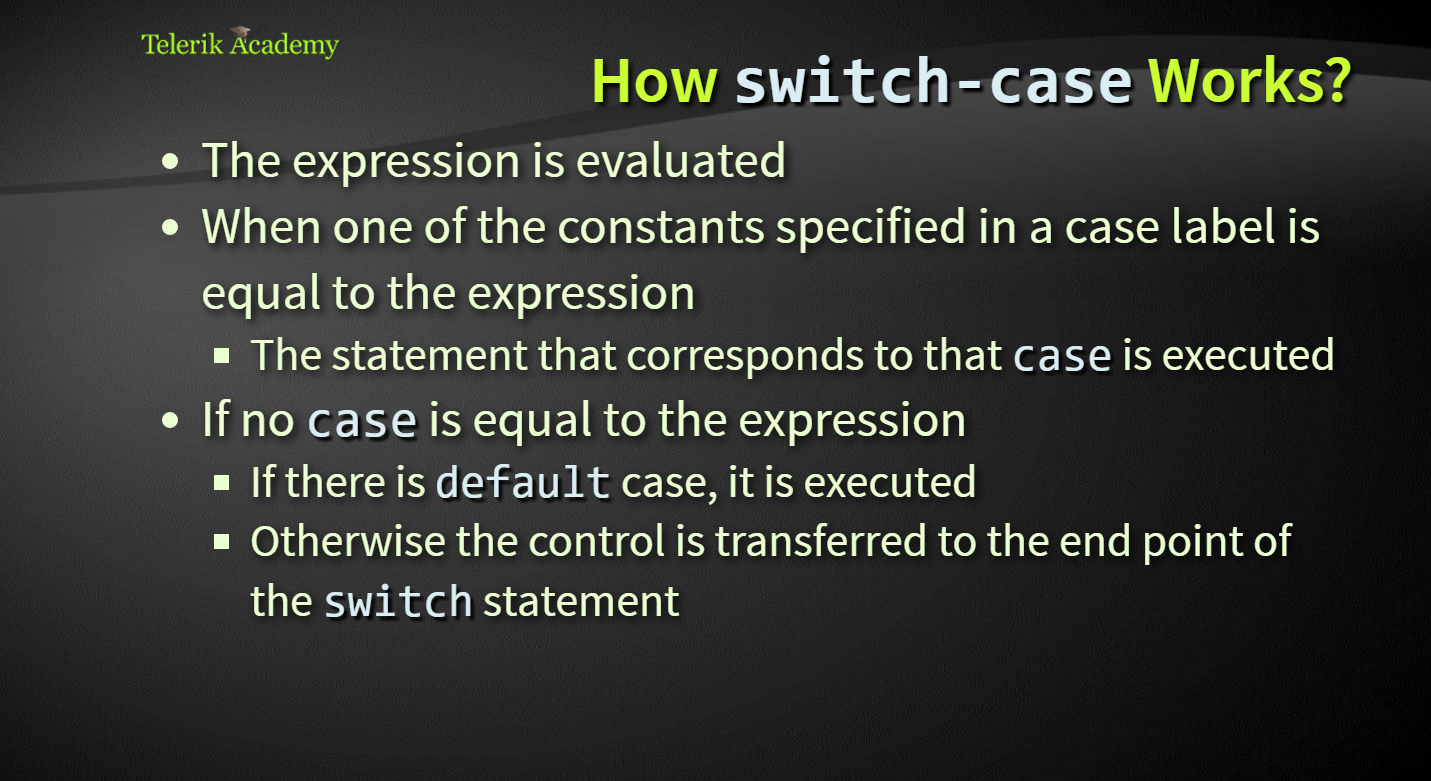 Telerik Academy
How switch-case Works?
• The expression is evaluated
• When one of the constants specified in a case label is
equal to the expression
▪ The statement that corresponds to that case is executed
• If no case is equal to the expression
▪ If there is default case, it is executed
▪ Otherwise the control is transferred to the end point of
the switch statement